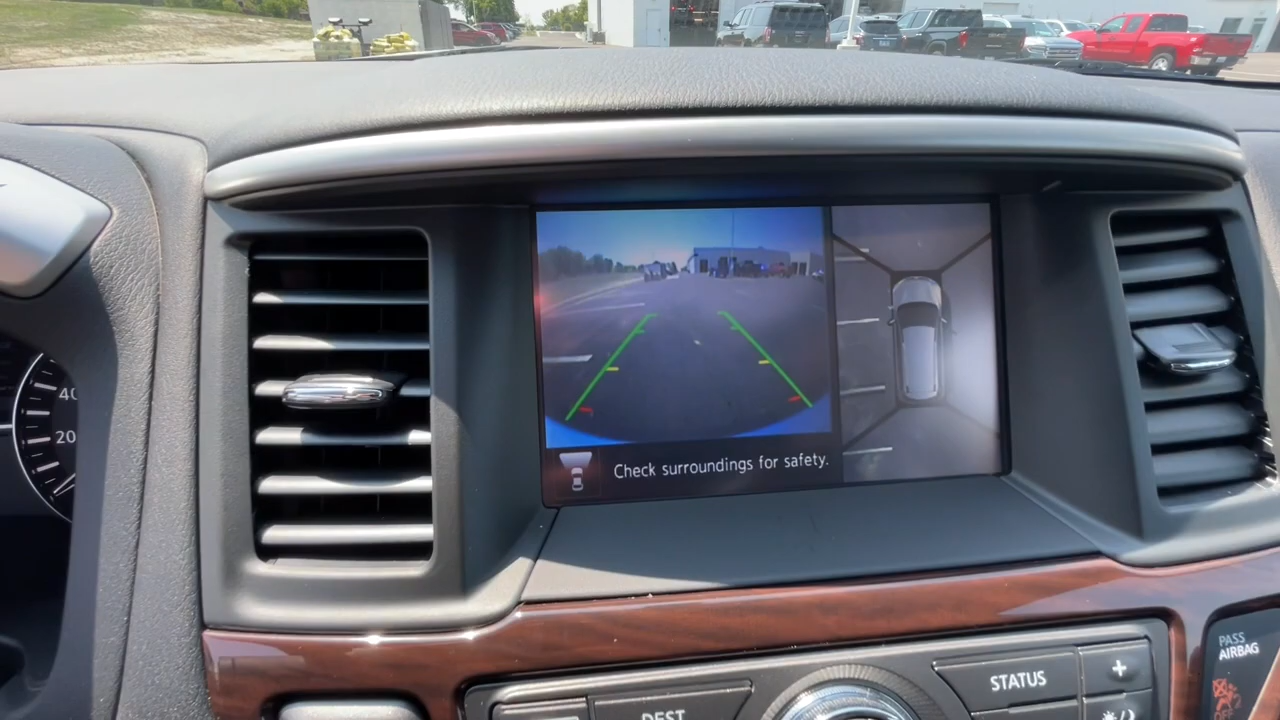 40
20
Check surroundings for safety.
STATUS
+
DEST
PASS
AIRBAG